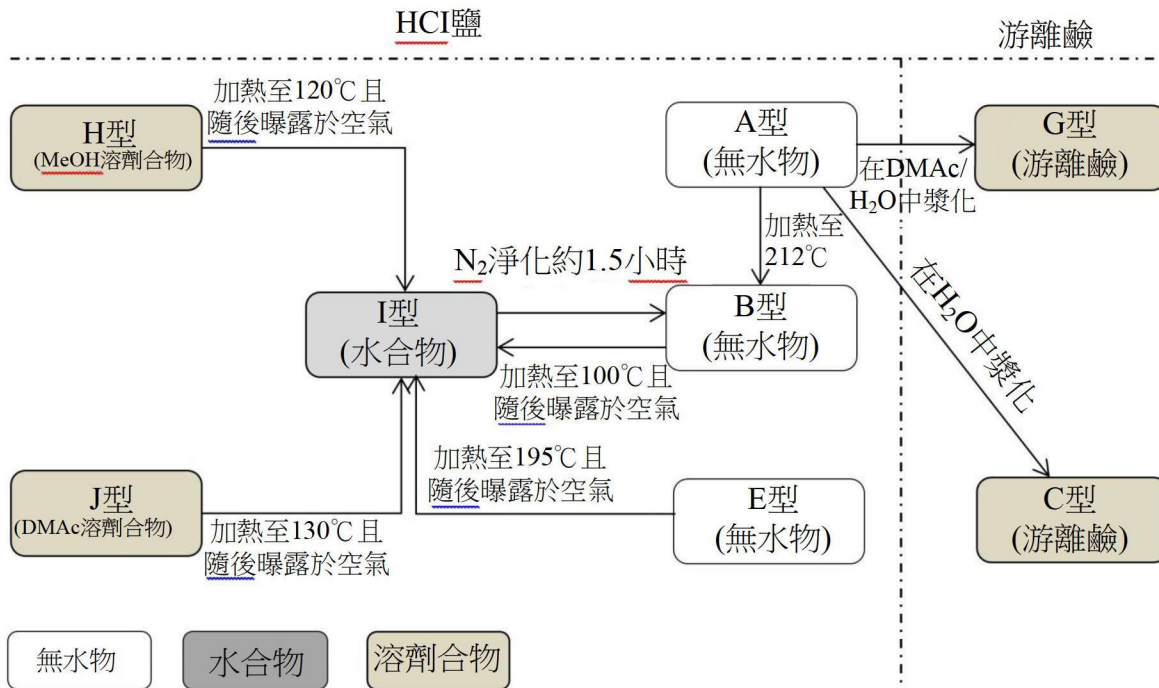 HCI鹽
游離鹼
加熱至120℃且
隨後曝露於空氣
H型
(MeOH溶劑合物)
A型
(無水物)
G型
(游離鹼)
在DMAc/
H₂O中漿化
加熱至
212℃
在H₂O中漿化
N₂淨化約1.5小時
I型
(水合物)
B型
(無水物)
加熱至100℃且
隨後曝露於空氣
加熱至195℃且
隨後曝露於空氣
J型
(DMAc溶劑合物)
加熱至130℃且
隨後曝露於空氣
E型
(無水物)
C型
(游離鹼)
無水物
水合物
溶劑合物